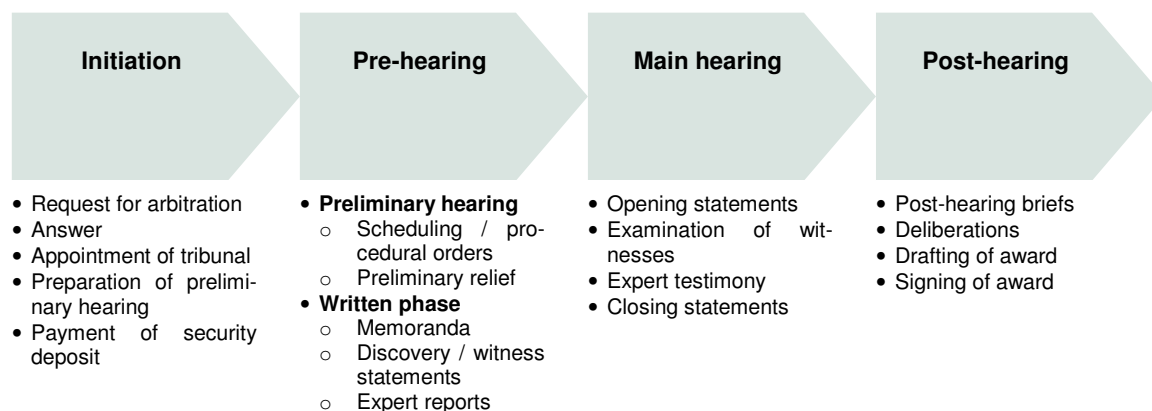 Initiation
Pre-hearing
Main hearing
Post-hearing
• Request for arbitration
• Answer
• Appointment of tribunal
• Preparation of prelimi-
nary hearing
• Payment of security
deposit
• Preliminary hearing
o Scheduling / pro-
cedural orders
o Preliminary relief
• Written phase
o Memoranda
o Discovery / witness
statements
o Expert reports
• Opening statements
• Examination of wit-
nesses
• Expert testimony
• Closing statements
• Post-hearing briefs
• Deliberations
• Drafting of award
• Signing of award